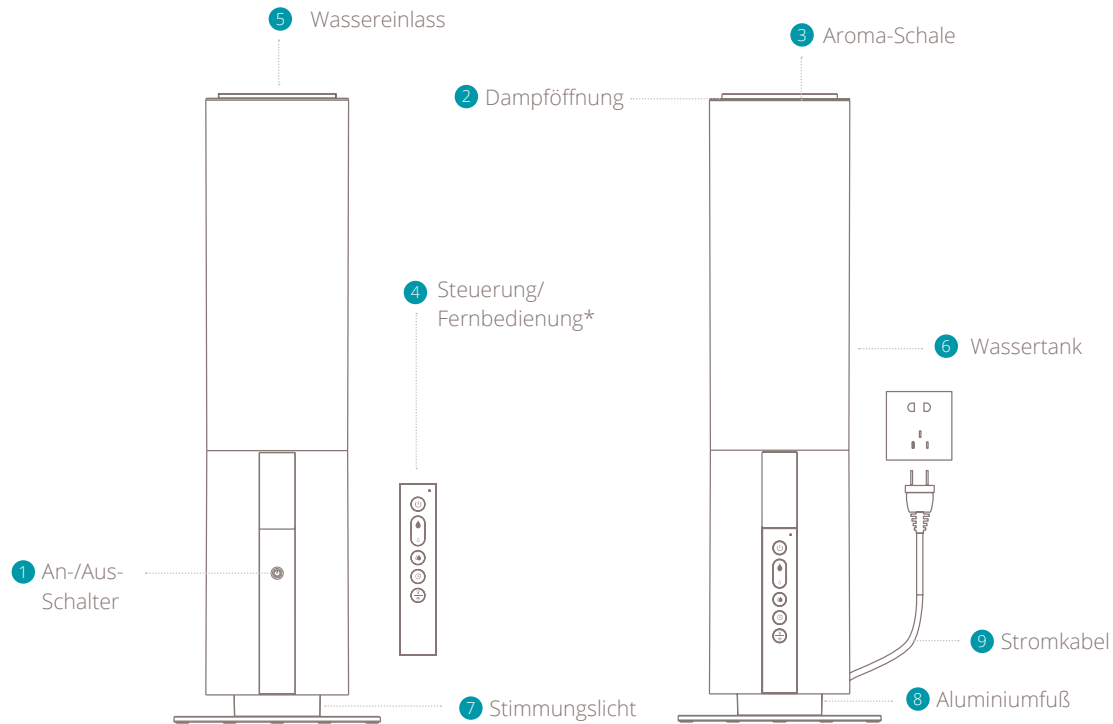 5 Wassereinlass
3 Aroma-Schale
2 Dampföffnung
4 Steuerung/
Fernbedienung*
6 Wassertank
1 An-/Aus-
Schalter
9 Stromkabel
7 Stimmungslicht
8 Aluminiumfuß